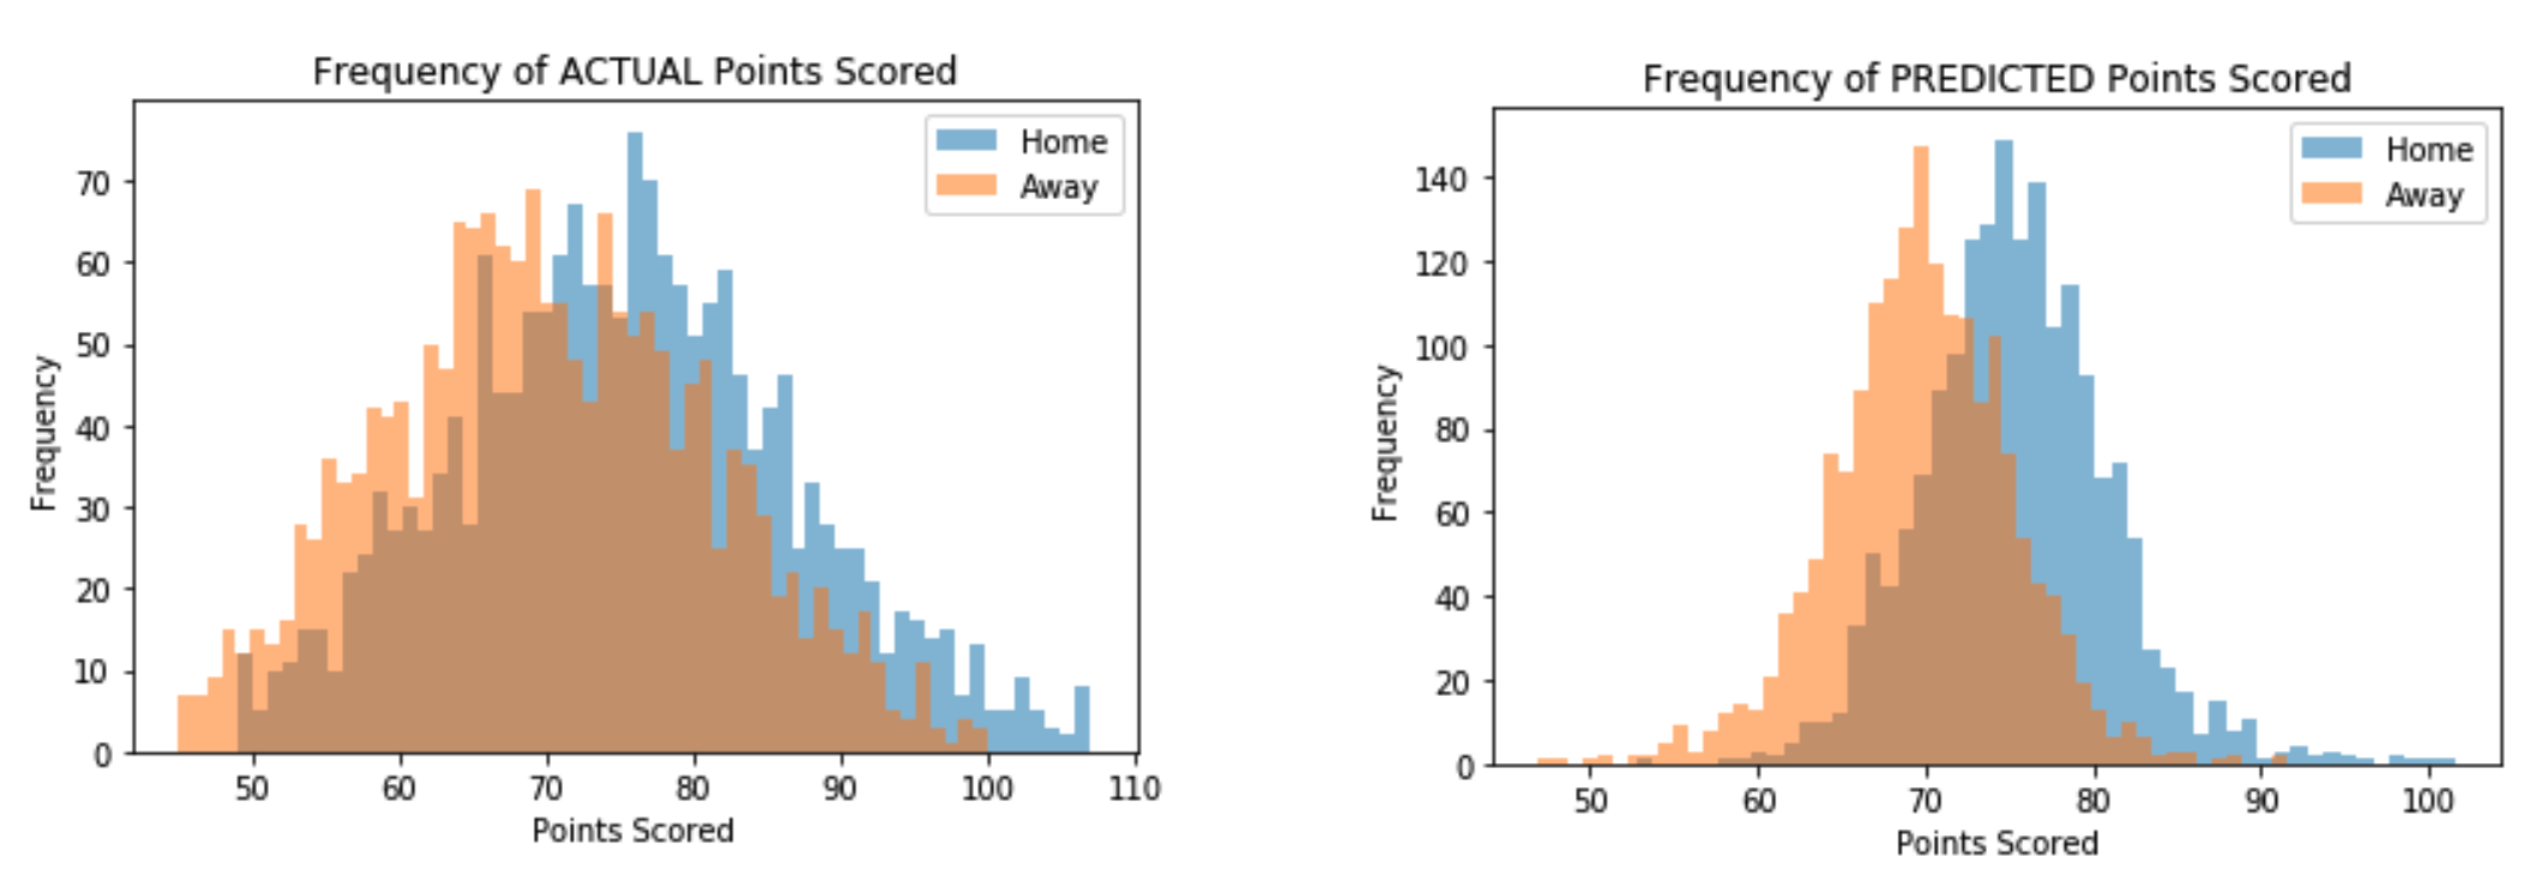 Frequency of ACTUAL Points Scored
Home
Away
70
60
50
40
30
20
10
0
Frequency
50 60 70 80 90 100 110
Points Scored
Frequency of PREDICTED Points Scored
Home
Away
140
120
100
80
60
40
20
0
Frequency
50 60 70 80 90 100
Points Scored